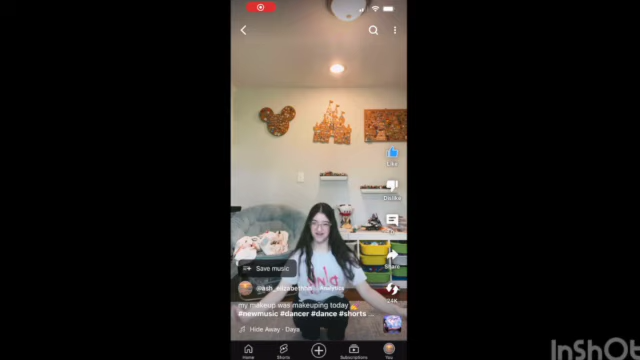 Like
Dislike
Save music
Share
24K
my makeup was makeuping today ✍️
#newmusic #dancer #dance #shorts ...
Hide Away - Daya
Home
Shorts
Subscriptions
You
InShOt